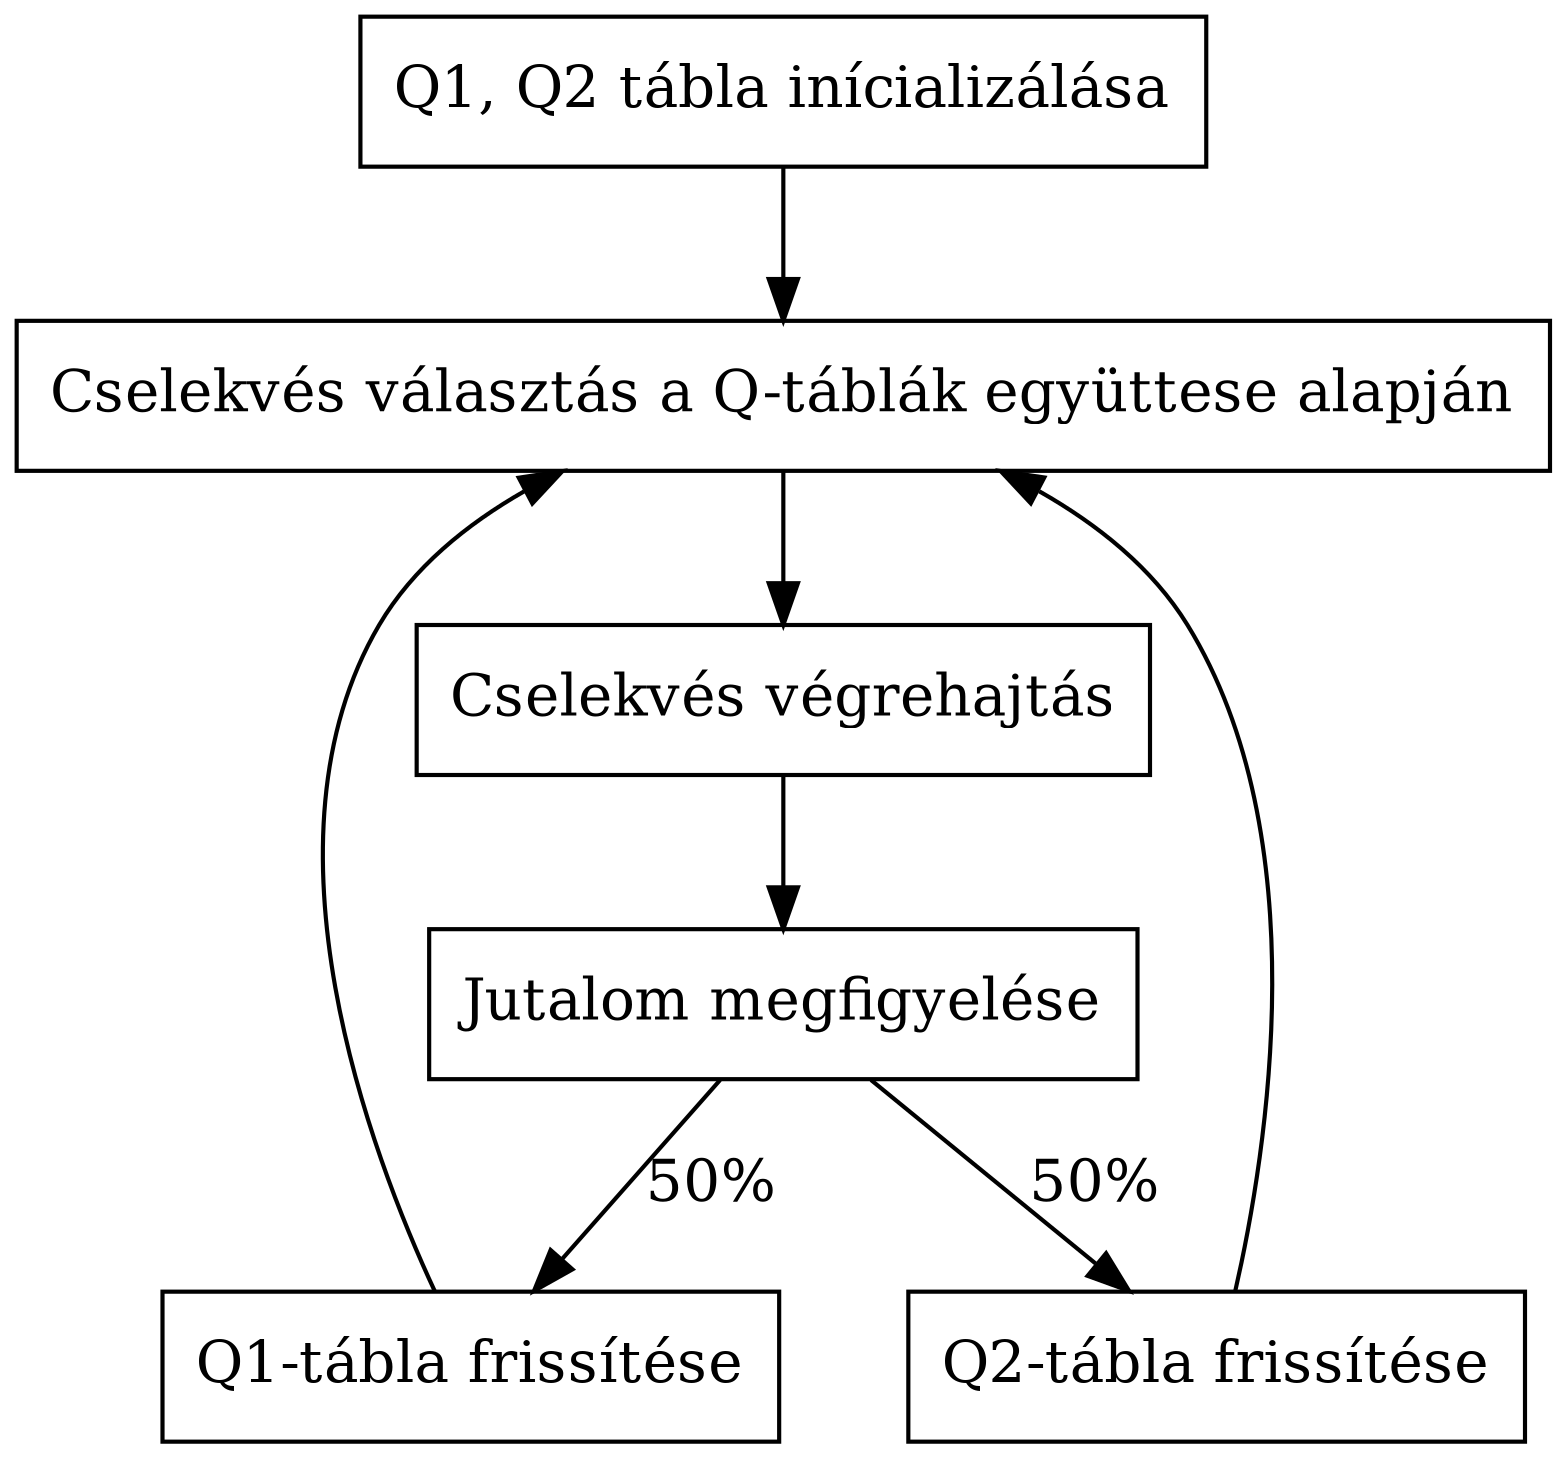 Q1, Q2 tábla inícializálása
Cselekvés választás a Q-táblák együttese alapján
Cselekvés végrehajtás
Jutalom megfigyelése
50%
50%
Q1-tábla frissítése
Q2-tábla frissítése